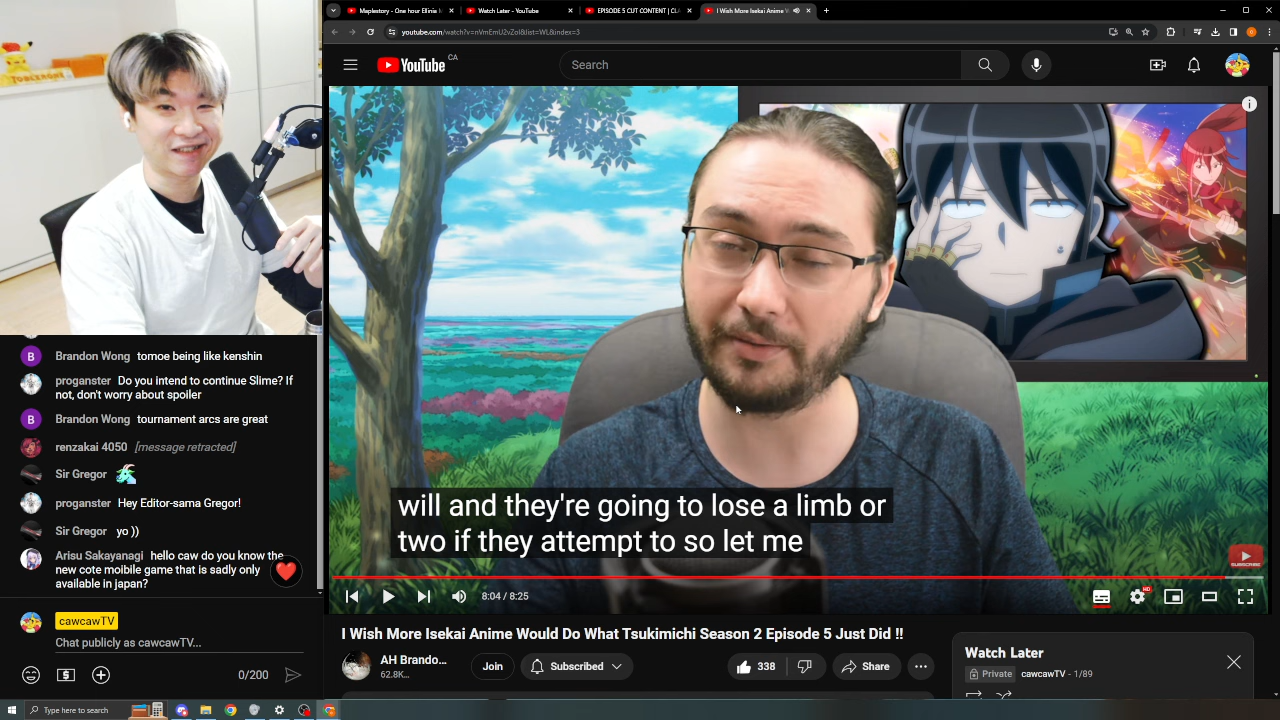 TOBLERONE
Maplestory - One hour Ellinia
Watch Later - YouTube
EPISODE 5 CUT CONTENT | CL
I Wish More Isekai Anime
youtube.com/watch?v=nVmEmU2vZoI&list=WL&index=3
YouTube CA
Search
Brandon Wong tomoe being like kenshin
proganster Do you intend to continue Slime? If
not, don't worry about spoiler
Brandon Wong tournament arcs are great
renzakai 4050 [message retracted]
Sir Gregor
proganster Hey Editor-sama Gregor!
Sir Gregor yo ))
Arisu Sakayanagi hello caw do you know the
new cote moibile game that is sadly only
available in japan?
cawcawTV
Chat publicly as cawcawTV...
0/200
will and they're going to lose a limb or
two if they attempt to so let me
SUBSCRIBE
8:04 / 8:25
HD
I Wish More Isekai Anime Would Do What Tsukimichi Season 2 Episode 5 Just Did !!
AH Brando...
62.8K...
Join
Subscribed
338
Share
Watch Later
Private cawcawTV - 1/89
Type here to search